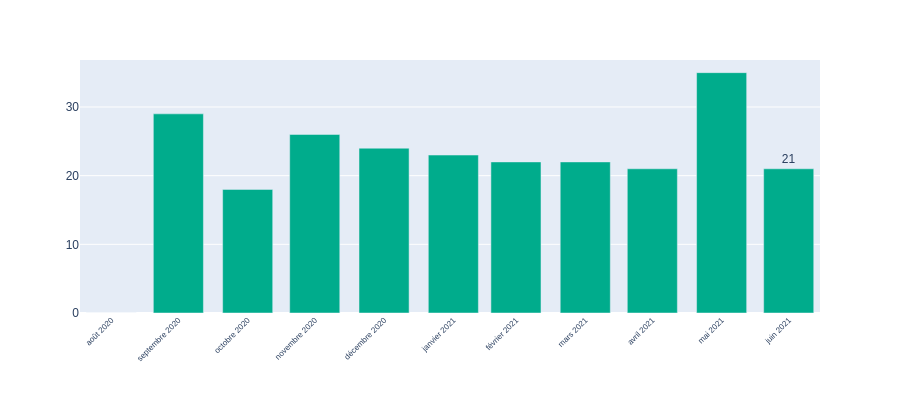 30
20
10
0
21
août 2020
septembre 2020
octobre 2020
novembre 2020
décembre 2020
janvier 2021
février 2021
mars 2021
avril 2021
mai 2021
juin 2021